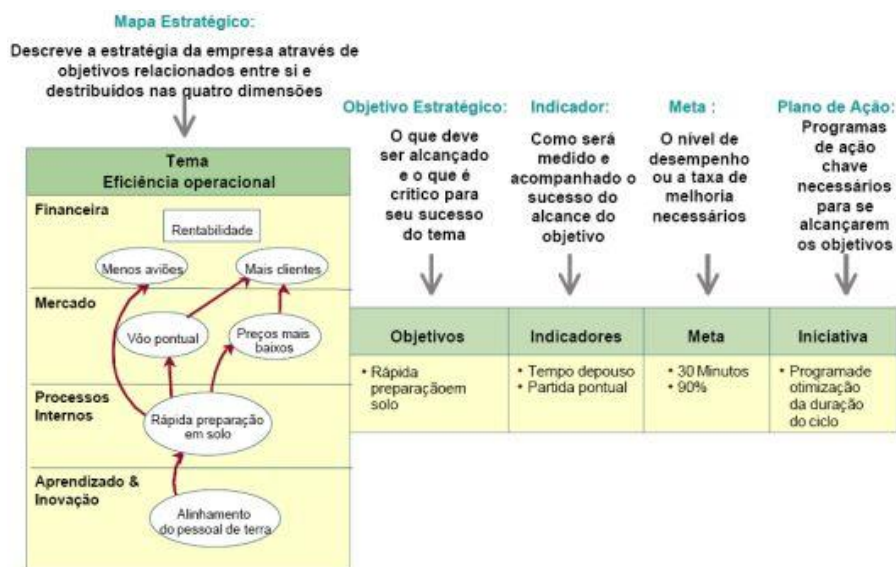 Mapa Estratégico:
Descreve a estratégia da empresa através de
objetivos relacionados entre si e
destribuídos nas quatro dimensões
Objetivo Estratégico:
O que deve
ser alcançado
e o que é
crítico para
seu sucesso
do tema
Indicador:
Como será
medido e
acompanhado o
sucesso do
alcance do
objetivo
Meta :
O nível de
desempenho
ou a taxa de
melhoria
necessários
Plano de Ação:
Programas
de ação
chave
necessários
para se
alcançarem
os objetivos
Tema
Eficiência operacional
Financeira
Rentabilidade
Menos aviões
Mais clientes
Mercado
Vôo pontual
Preços mais
baixos
Processos
Internos
Rápida preparação
em solo
Aprendizado &
Inovação
Alinhamento
do pessoal de terra
Objetivos
Indicadores
Meta
Iniciativa
• Rápida
preparaçãoem
solo
• Tempo depouso
• Partida pontual
• 30 Minutos
• 90%
• Programade
otimização
da duração
do ciclo